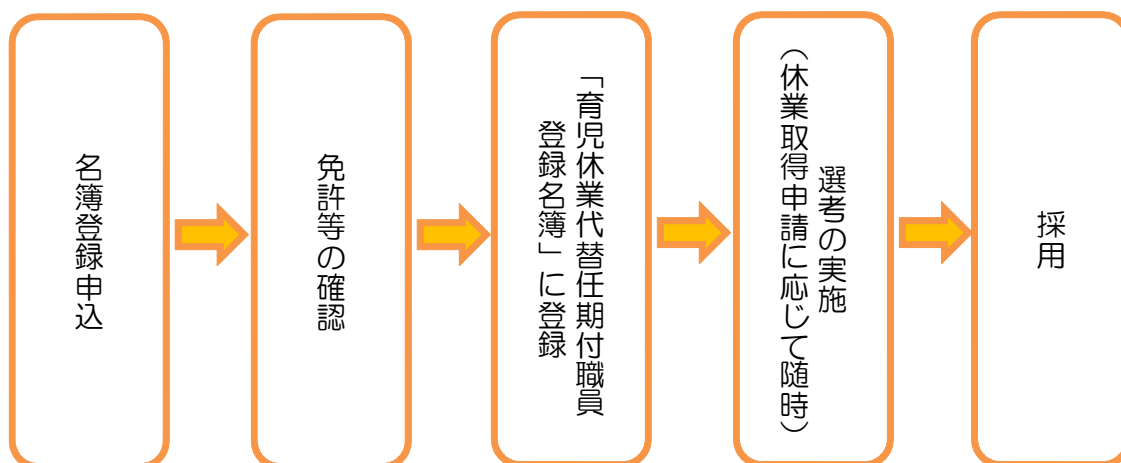 名簿登録申込
免許等の確認
「育児休業代替任期付職員
登録名簿」に登録
選考の実施
（休業取得申請に応じて随時）
採用